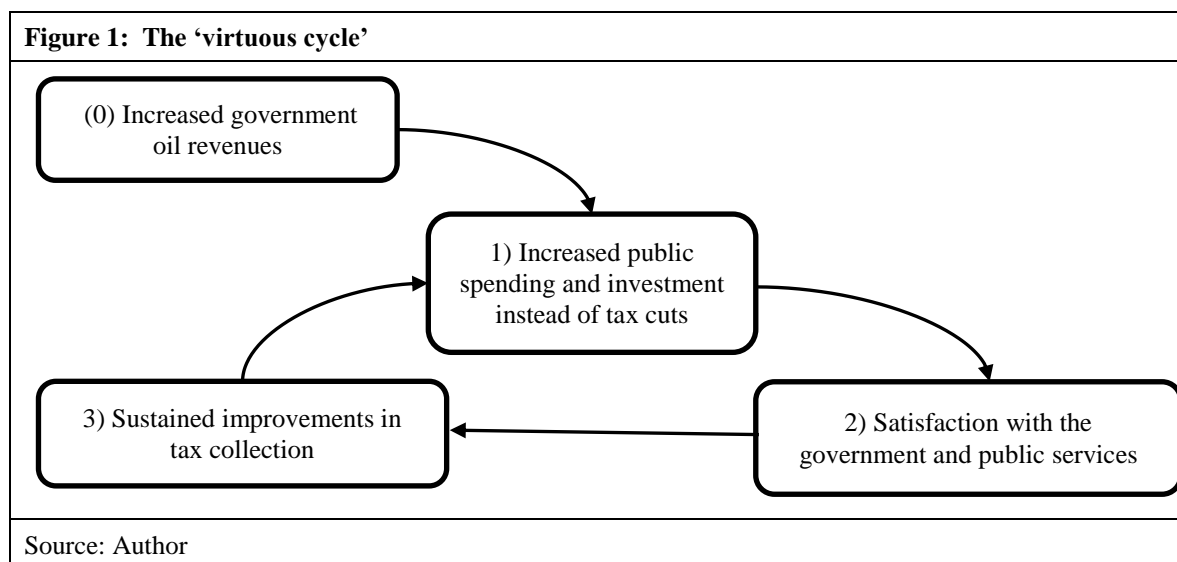 Figure 1:  The ‘virtuous cycle’
(0) Increased government
oil revenues
1) Increased public
spending and investment
instead of tax cuts
3) Sustained improvements in
tax collection
2) Satisfaction with the
government and public services
Source: Author